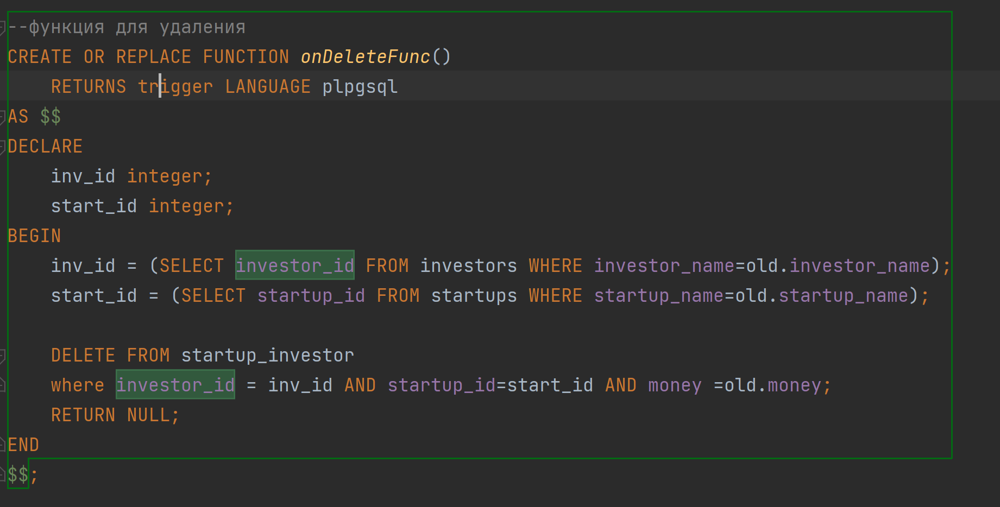 --функция для удаления
CREATE OR REPLACE FUNCTION onDeleteFunc()
    RETURNS trigger LANGUAGE plpgsql
AS $$
DECLARE
    inv_id integer;
    start_id integer;
BEGIN
    inv_id = (SELECT investor_id FROM investors WHERE investor_name=old.investor_name);
    start_id = (SELECT startup_id FROM startups WHERE startup_name=old.startup_name);

    DELETE FROM startup_investor
    where investor_id = inv_id AND startup_id=start_id AND money =old.money;
    RETURN NULL;
END
$$;